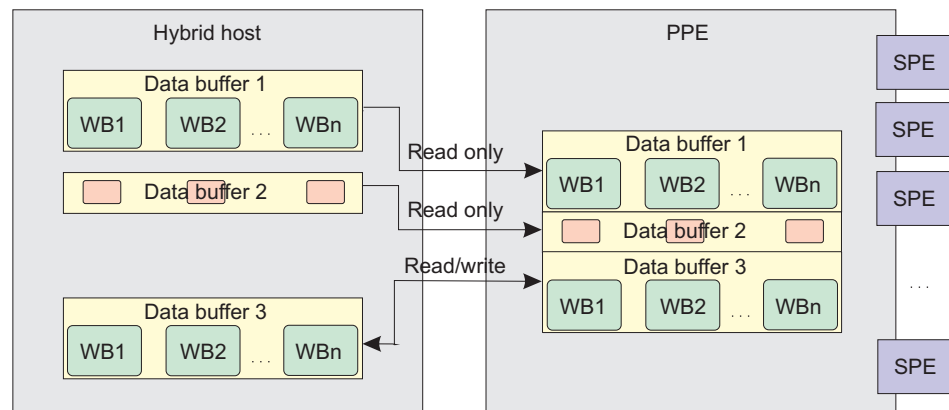 Hybrid host
Data buffer 1
WB1 WB2 ... WBn
Data buffer 2
Data buffer 3
WB1 WB2 ... WBn
Read only
Read only
Read/write
PPE
Data buffer 1
WB1 WB2 ... WBn
Data buffer 2
Data buffer 3
WB1 WB2 ... WBn
SPE
SPE
SPE
...
SPE